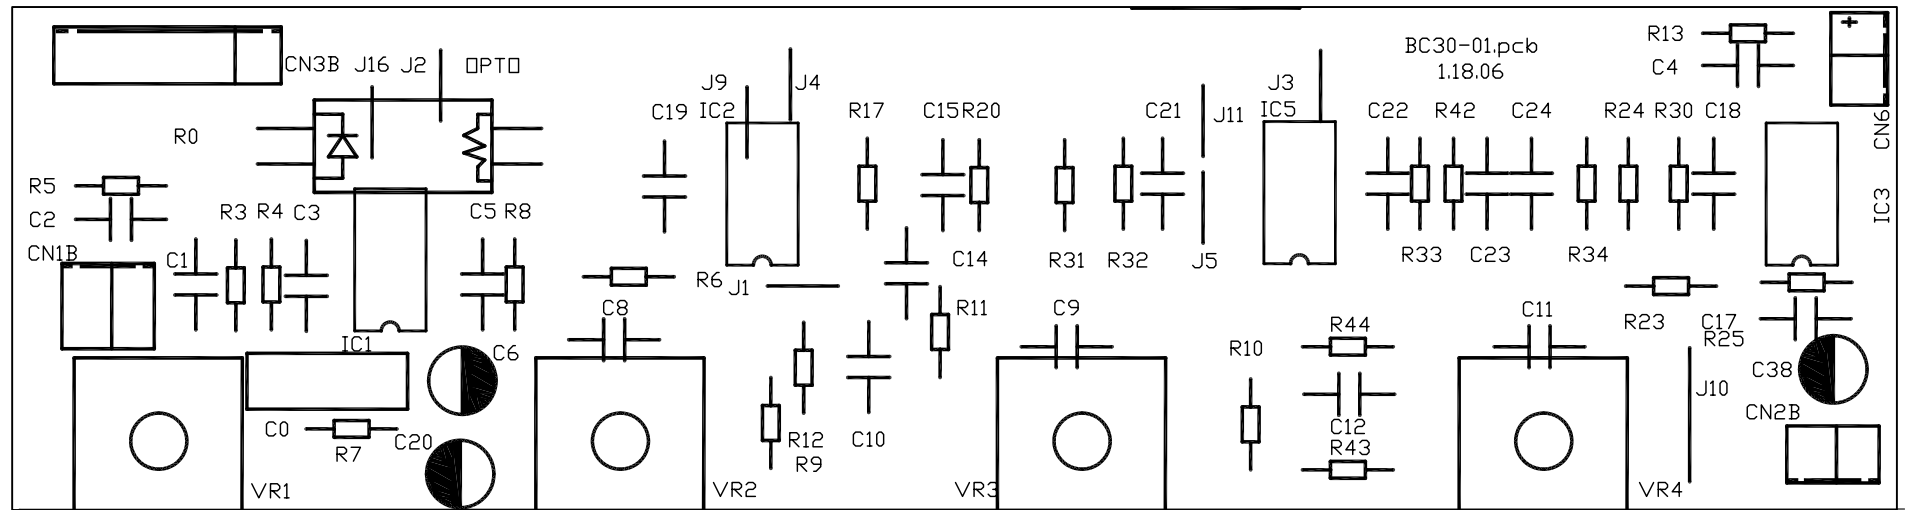 BC30-01.pcb
1.18.06
R13
C4
+
CN3B
J16
J2
OPTO
J9
J4
J3
IC2
IC5
C19
R17
C15
R20
C21
J11
C22
R42
C24
R24
R30
C18
CN6
R0
R5
C2
R3
R4
C3
C5
R8
IC3
CN1B
C1
R6
J1
C14
R31
R32
J5
R33
C23
R34
C8
R11
C9
C11
R23
C17
R25
IC1
C6
R10
R44
C38
J10
CN2B
C0
R7
C20
R12
R9
C10
C12
R43
VR1
VR2
VR3
VR4